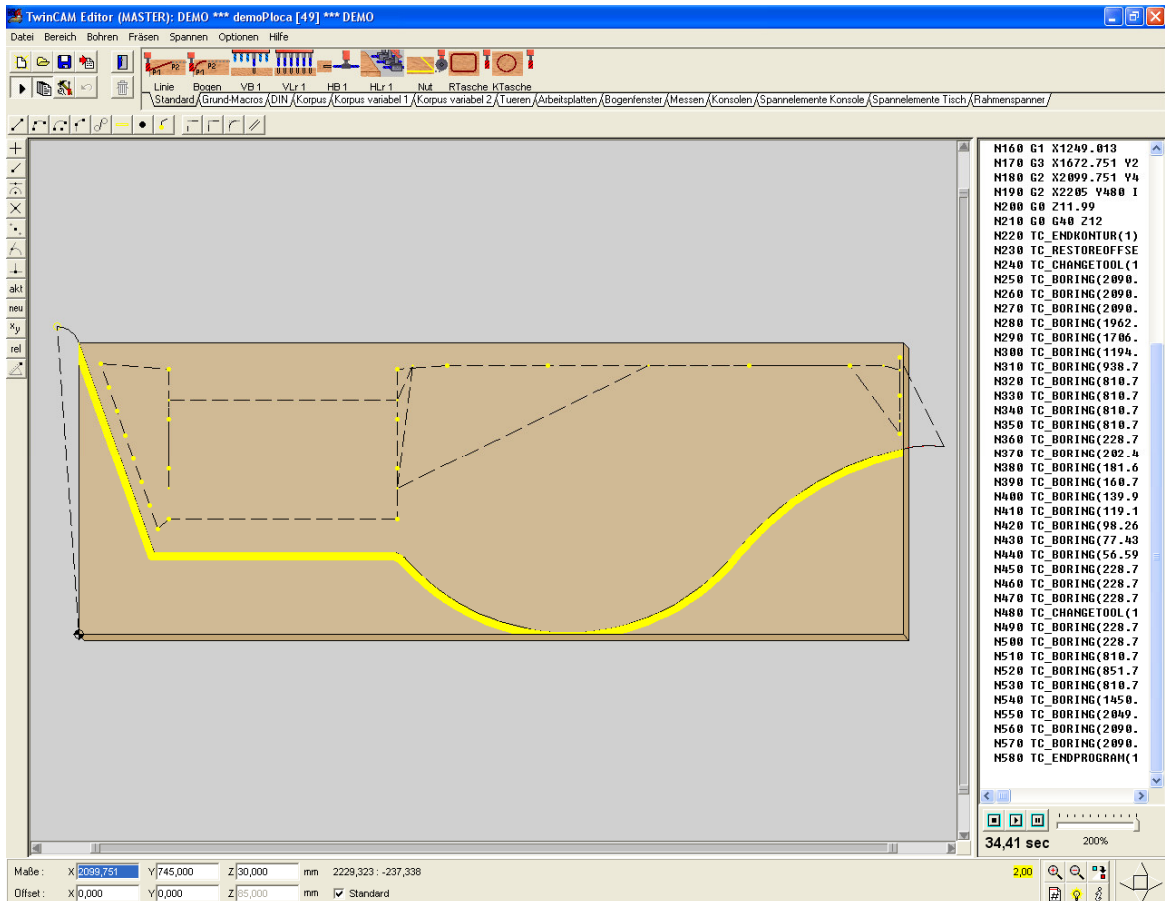 TwinCAM Editor (MASTER): DEMO *** demoPloca [49] *** DEMO
Datei Bereich Bohren Fräsen Spannen Optionen Hilfe
P1 P2 P1 P2
Linie Bogen VB 1 VLr 1 HB 1 HLr 1 Nut RTasche KTasche
Standard Grund-Macros DIN Korpus Korpus variabel 1 Korpus variabel 2 Tueren Arbeitsplatten Bogenfenster Messen Konsolen Spannelemente Konsole Spannelemente Tisch Rahmenspanner
akt
neu
xy
rel
N160 G1 X1249.013
N170 G3 X1672.751 Y2
N180 G2 X2099.751 Y4
N190 G2 X2205 Y480 I
N200 G0 Z11.99
N210 G0 G40 Z12
N220 TC_ENDKONTUR(1)
N230 TC_RESTOREOFFSE
N240 TC_CHANGETOOL(1
N250 TC_BORING(2090.
N260 TC_BORING(2090.
N270 TC_BORING(2090.
N280 TC_BORING(1962.
N290 TC_BORING(1706.
N300 TC_BORING(1194.
N310 TC_BORING(938.7
N320 TC_BORING(810.7
N330 TC_BORING(810.7
N340 TC_BORING(810.7
N350 TC_BORING(810.7
N360 TC_BORING(228.7
N370 TC_BORING(202.4
N380 TC_BORING(181.6
N390 TC_BORING(160.7
N400 TC_BORING(139.9
N410 TC_BORING(119.1
N420 TC_BORING(98.26
N430 TC_BORING(77.43
N440 TC_BORING(56.59
N450 TC_BORING(228.7
N460 TC_BORING(228.7
N470 TC_BORING(228.7
N480 TC_CHANGETOOL(1
N490 TC_BORING(228.7
N500 TC_BORING(228.7
N510 TC_BORING(810.7
N520 TC_BORING(851.7
N530 TC_BORING(810.7
N540 TC_BORING(1450.
N550 TC_BORING(2049.
N560 TC_BORING(2090.
N570 TC_BORING(2090.
N580 TC_ENDPROGRAM(1
34,41 sec 200%
Maße : X 2099,751 Y 745,000 Z 30,000 mm 2229,323 : -237,338 2,00
Offset : X 0,000 Y 0,000 Z 85,000 mm Standard